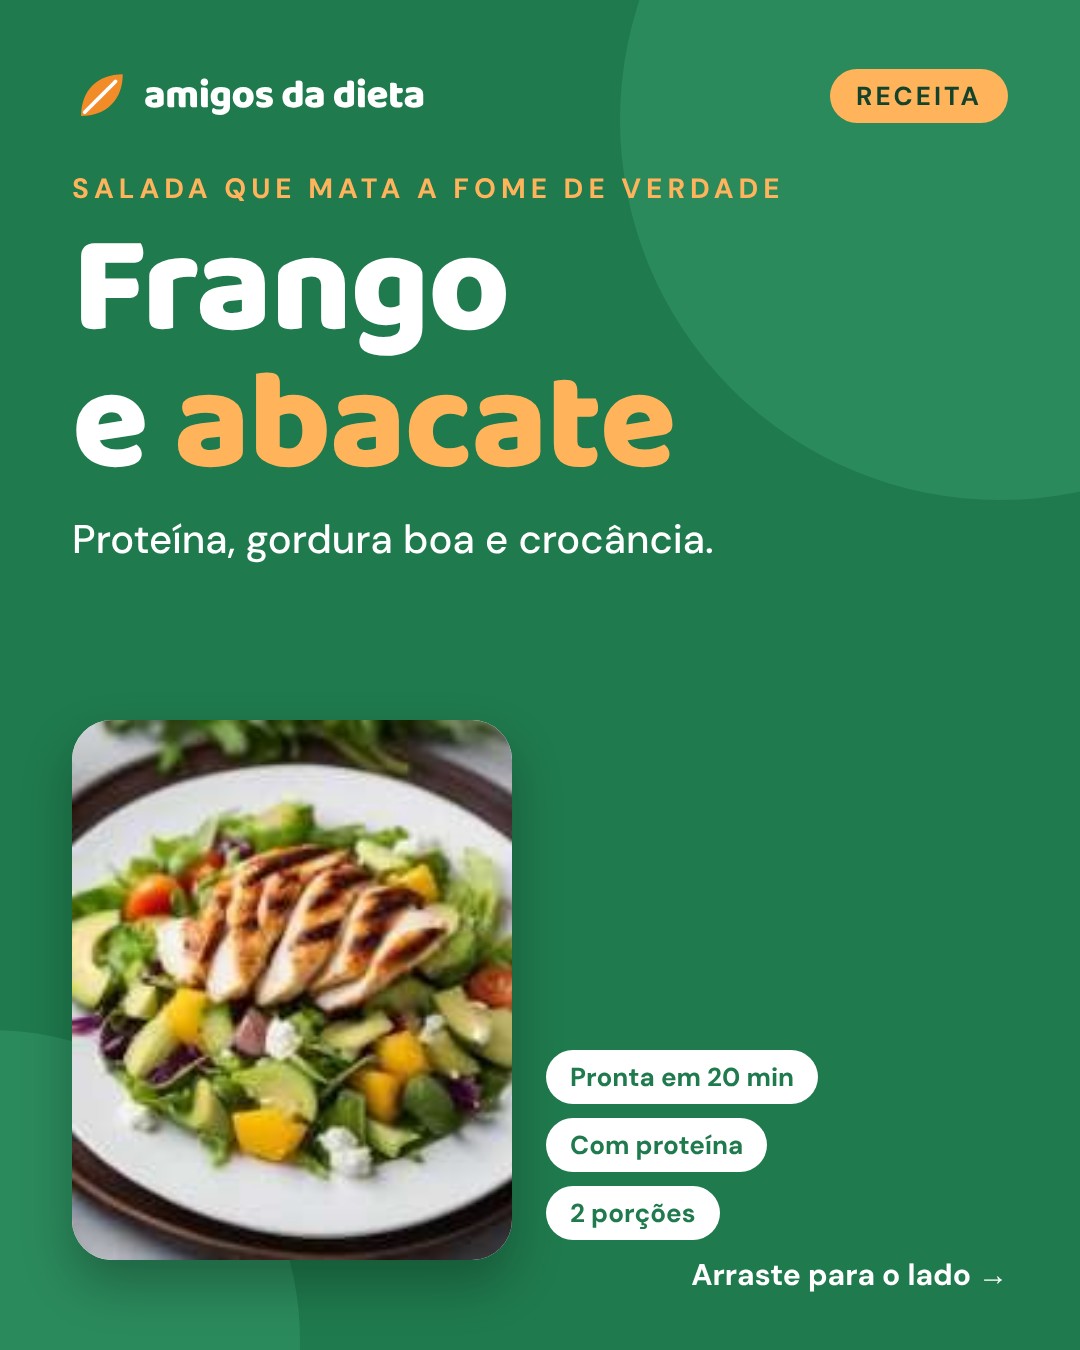 amigos da dieta
RECEITA
SALADA QUE MATA A FOME DE VERDADE
Frango
e abacate
Proteína, gordura boa e crocância.
Pronta em 20 min
Com proteína
2 porções
Arraste para o lado →